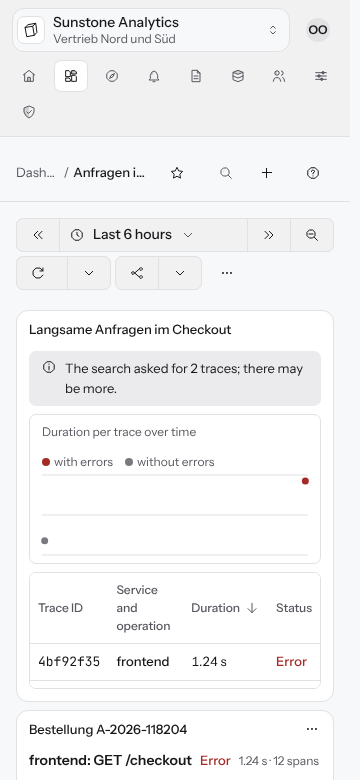 Sunstone Analytics
Vertrieb Nord und Süd
OO
Dash... / Anfragen i...
Last 6 hours
Langsame Anfragen im Checkout
The search asked for 2 traces; there may
be more.
Duration per trace over time
with errors without errors
Trace ID Service and operation Duration Status
4bf92f35 frontend 1.24 s Error
Bestellung A-2026-118204
frontend: GET /checkout Error 1.24 s · 12 spans